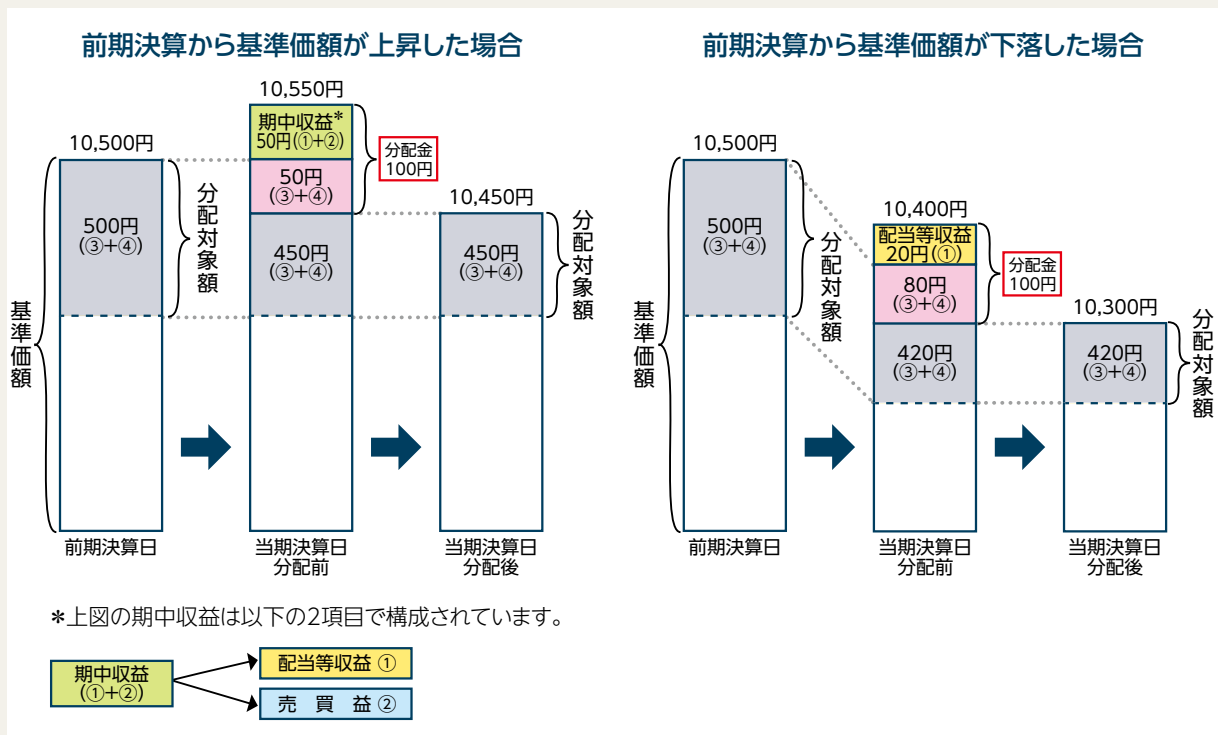 前期決算から基準価額が上昇した場合
10,500円
500円
(③+④)
分配対象額
基準価額
前期決算日
10,550円
期中収益*
50円(①+②)
50円
(③+④)
450円
(③+④)
分配金
100円
当期決算日
分配前
10,450円
450円
(③+④)
分配対象額
当期決算日
分配後
前期決算から基準価額が下落した場合
10,500円
500円
(③+④)
分配対象額
基準価額
前期決算日
10,400円
配当等収益
20円(①)
80円
(③+④)
420円
(③+④)
分配金
100円
当期決算日
分配前
10,300円
420円
(③+④)
分配対象額
当期決算日
分配後
*上図の期中収益は以下の2項目で構成されています。
期中収益
(①+②)
配当等収益 ①
売 買 益 ②